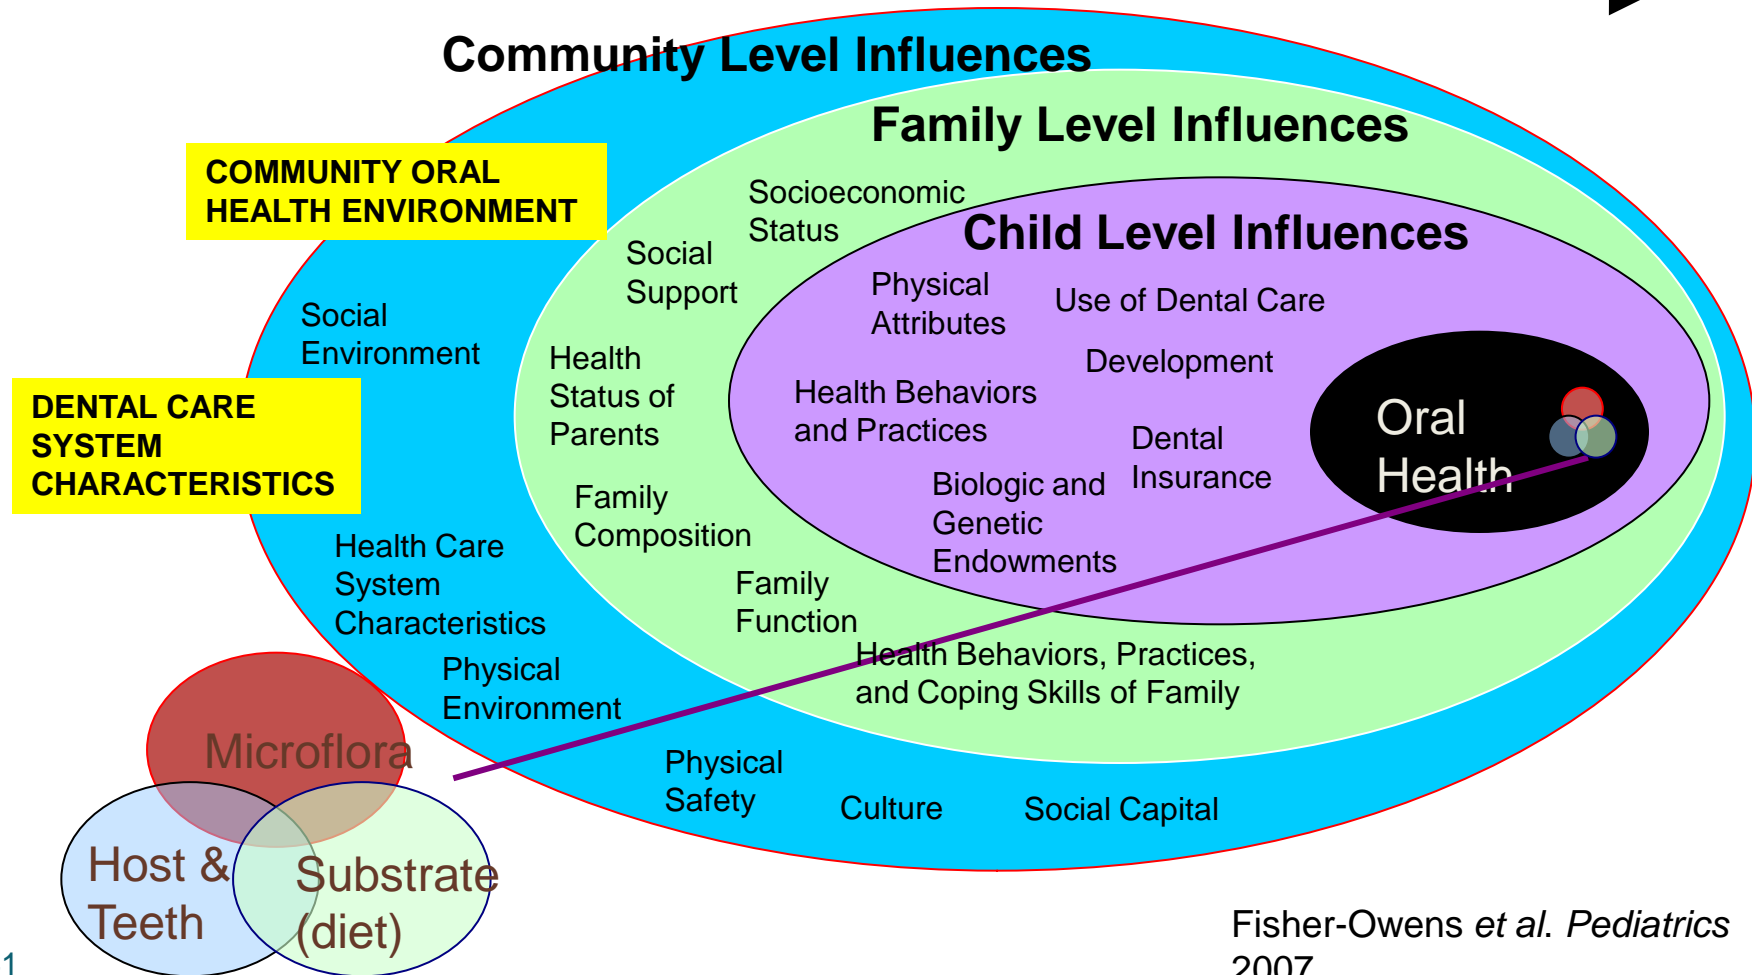 Community Level Influences
Family Level Influences
COMMUNITY ORAL
HEALTH ENVIRONMENT
Socioeconomic
Status
Child Level Influences
Social
Support
Physical
Attributes
Use of Dental Care
Social
Environment
Health
Status of
Parents
Development
Health Behaviors
and Practices
DENTAL CARE
SYSTEM
CHARACTERISTICS
Oral
Health
Dental
Insurance
Biologic and
Genetic
Endowments
Family
Composition
Health Care
System
Characteristics
Family
Function
Health Behaviors, Practices,
and Coping Skills of Family
Physical
Environment
Microflora
Physical
Safety
Culture
Social Capital
Host &
Teeth
Substrate
(diet)
Fisher-Owens et al. Pediatrics
2007
1